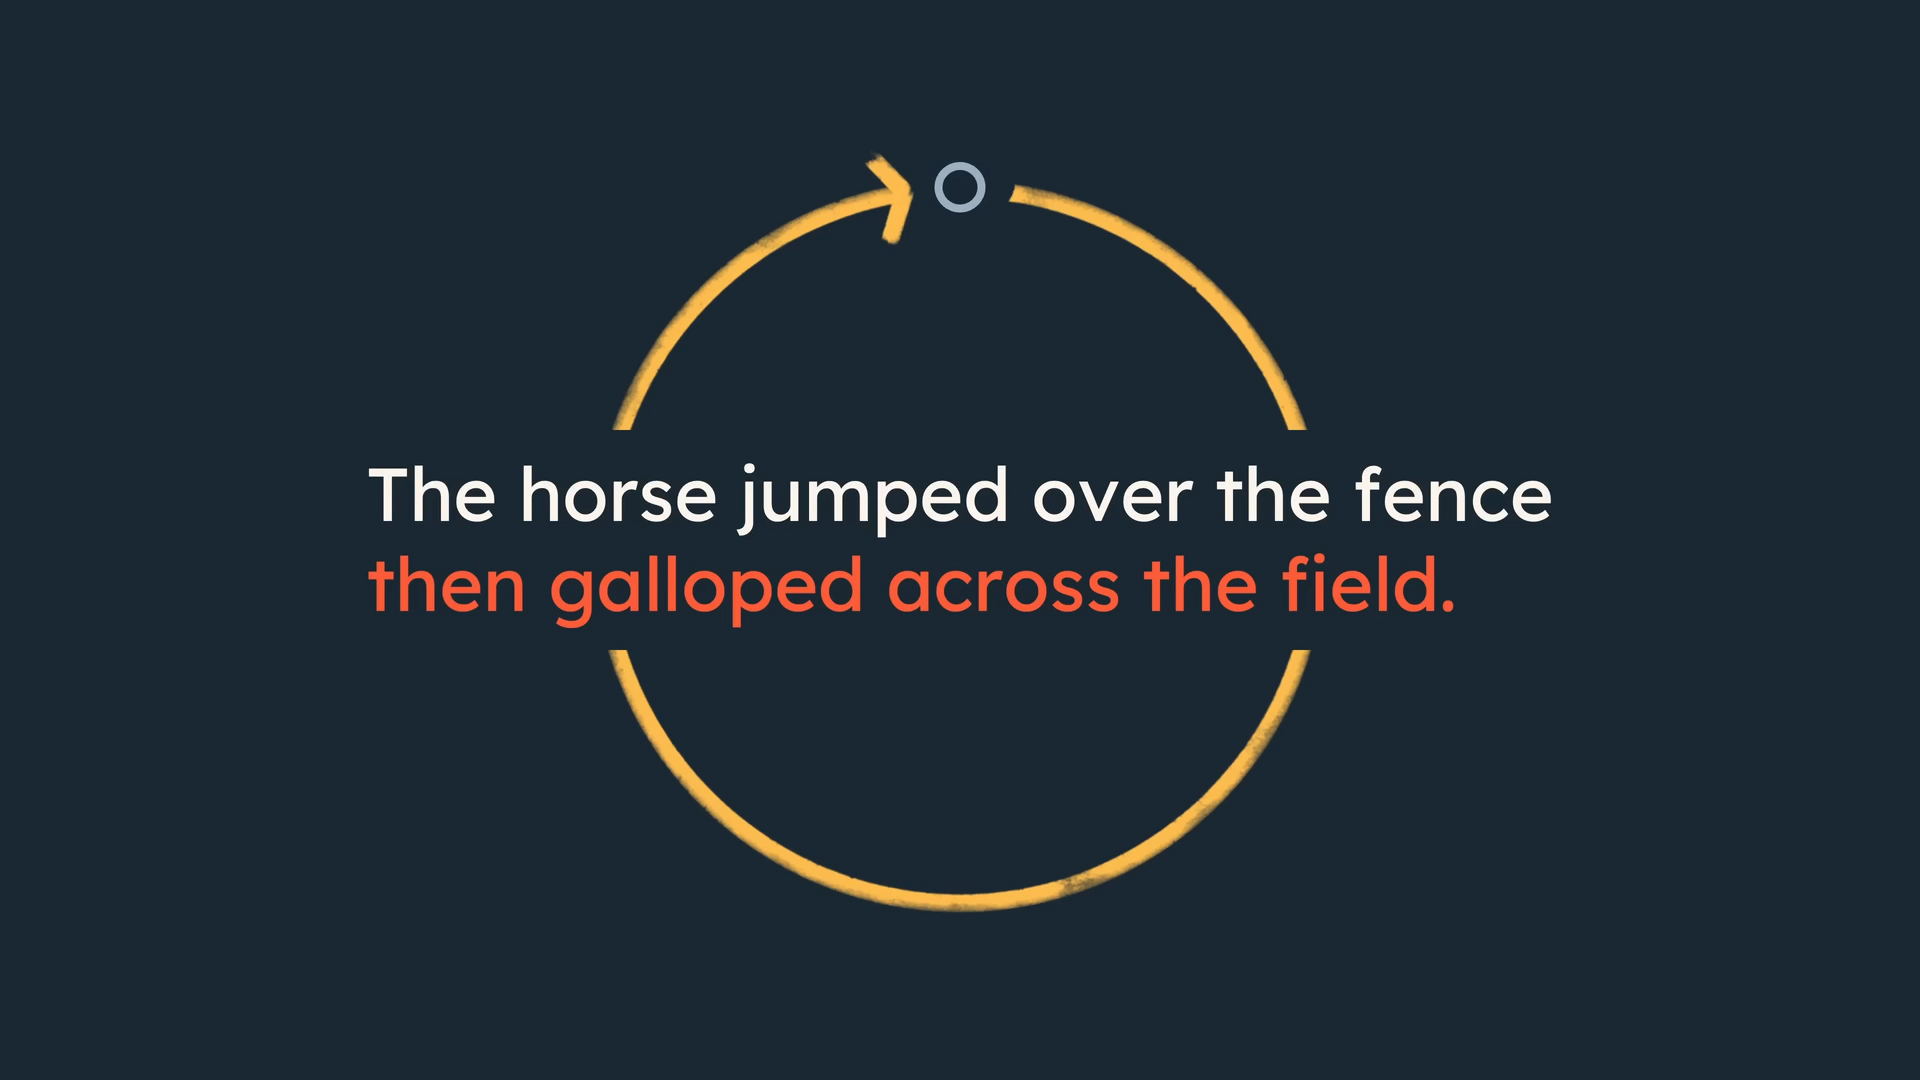 The horse jumped over the fence
then galloped across the field.